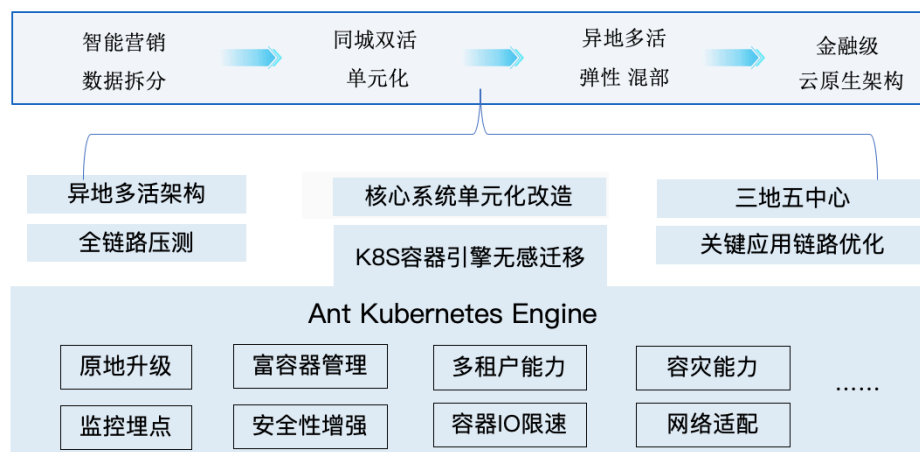 智能营销
数据拆分
同城双活
单元化
异地多活
弹性 混部
金融级
云原生架构
异地多活架构
核心系统单元化改造
三地五中心
全链路压测
K8S容器引擎无感迁移
关键应用链路优化
Ant Kubernetes Engine
原地升级
富容器管理
多租户能力
容灾能力
……
监控埋点
安全性增强
容器IO限速
网络适配